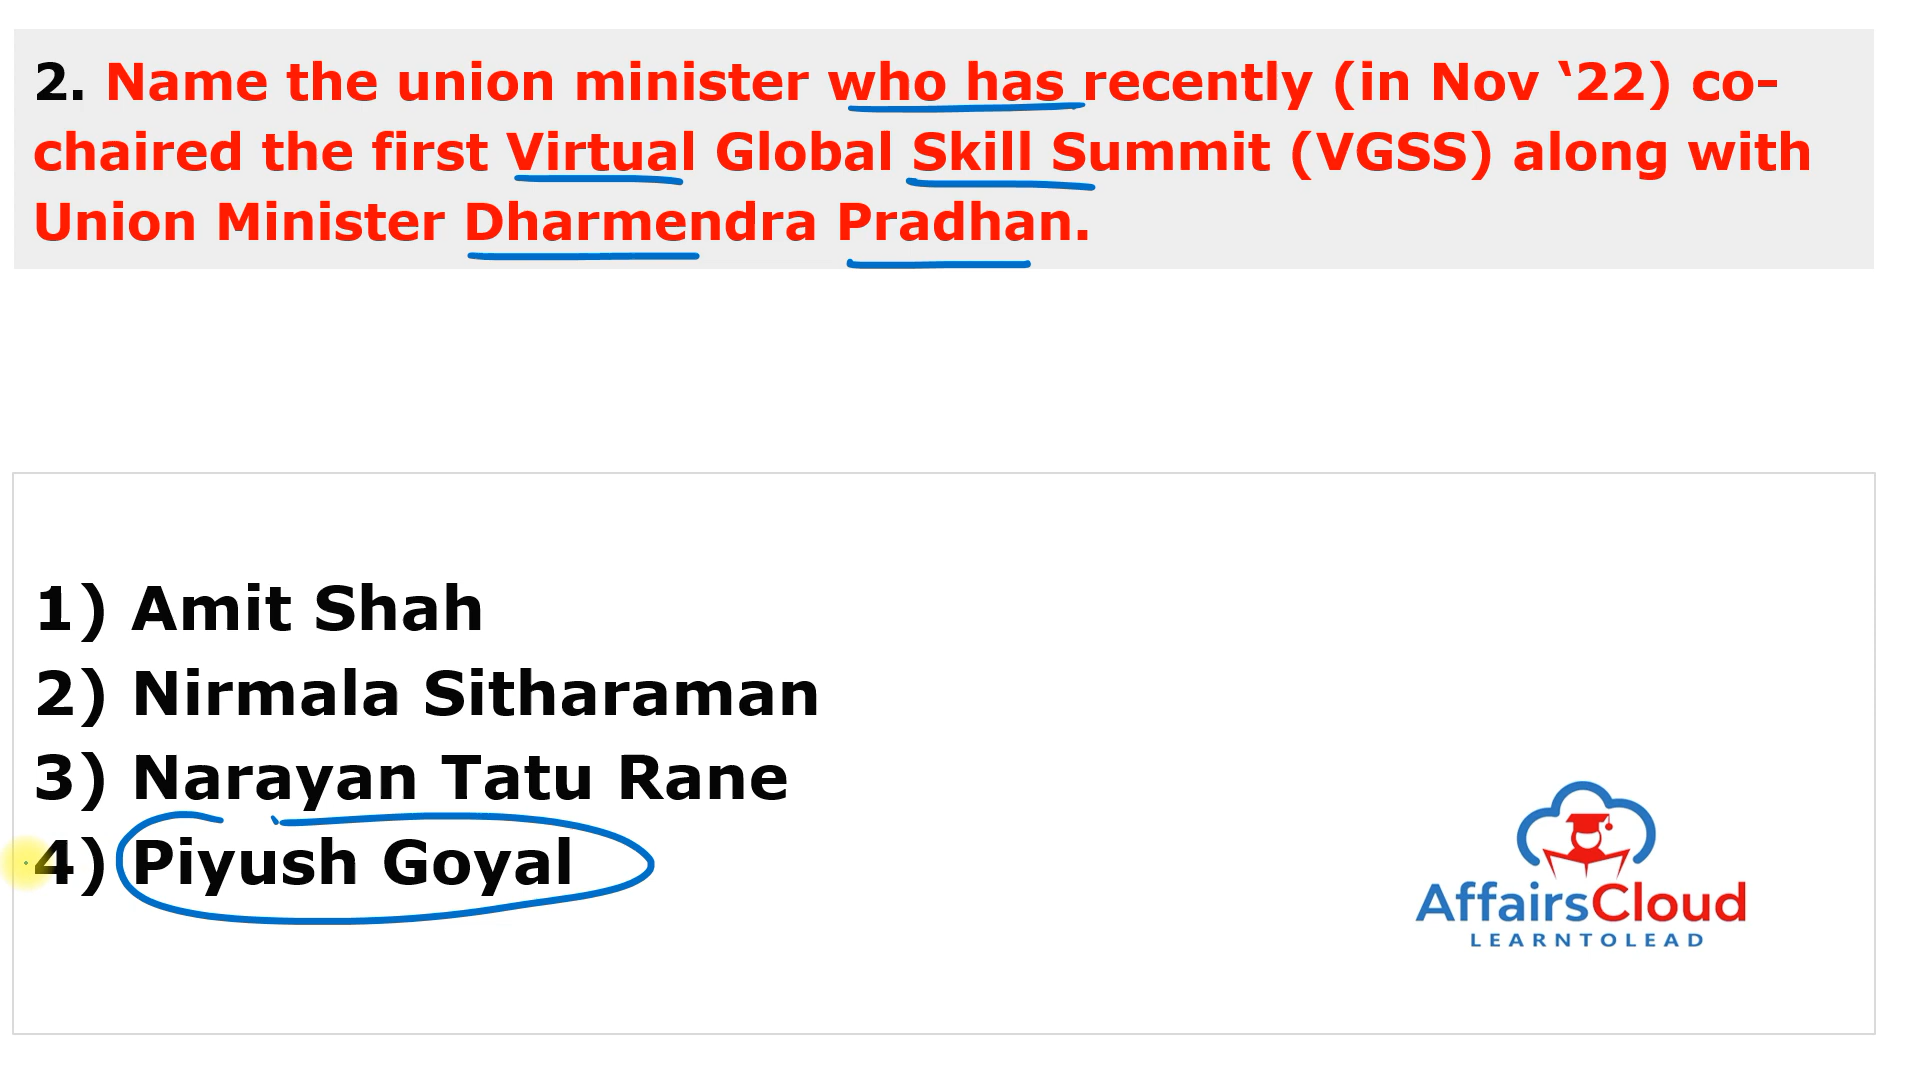 2. Name the union minister who has recently (in Nov ‘22) co-
chaired the first Virtual Global Skill Summit (VGSS) along with
Union Minister Dharmendra Pradhan.
1) Amit Shah
2) Nirmala Sitharaman
3) Narayan Tatu Rane
4) Piyush Goyal
AffairsCloud
LEARNTOLEAD